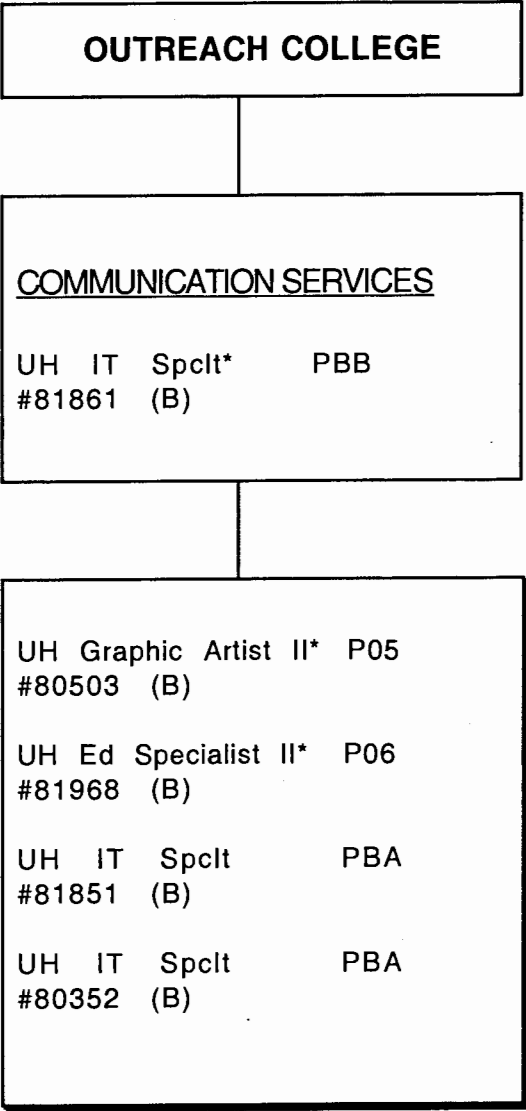 OUTREACH COLLEGE
COMMUNICATION SERVICES
UH IT Spclt* PBB
#81861 (B)
UH Graphic Artist II* P05
#80503 (B)
UH Ed Specialist II* P06
#81968 (B)
UH IT Spclt PBA
#81851 (B)
UH IT Spclt PBA
#80352 (B)